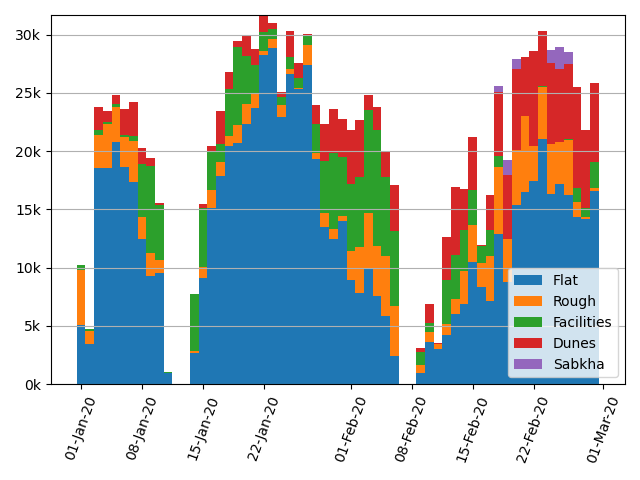 30k
25k
20k
15k
10k
5k
0k
Flat
Rough
Facilities
Dunes
Sabkha
01-Jan-20
08-Jan-20
15-Jan-20
22-Jan-20
01-Feb-20
08-Feb-20
15-Feb-20
22-Feb-20
01-Mar-20